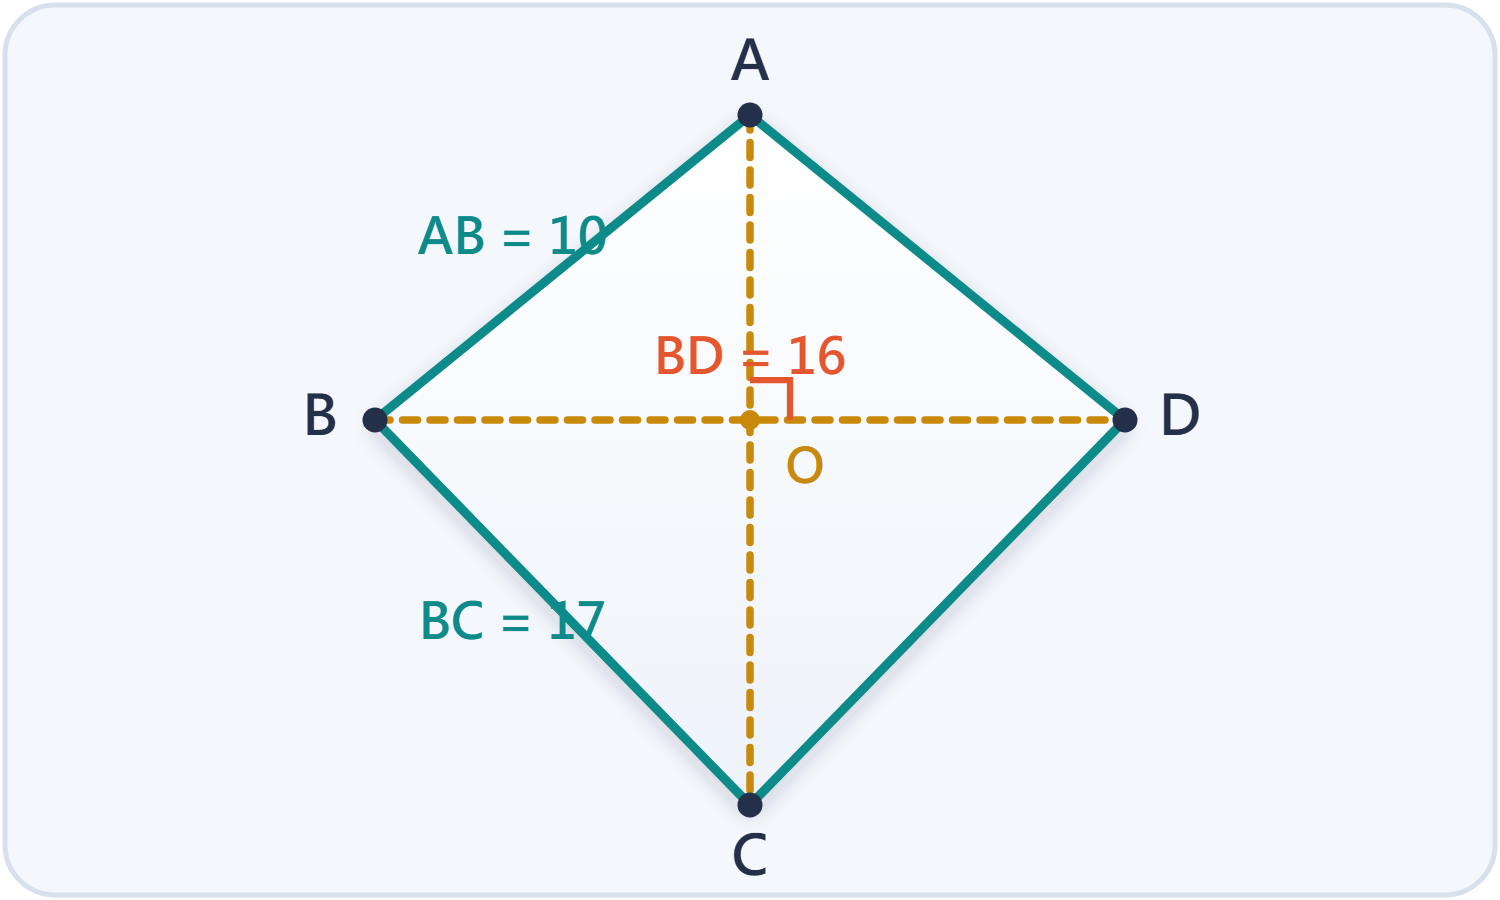 A
AB = 10
BD = 16
B
D
O
BC = 17
C